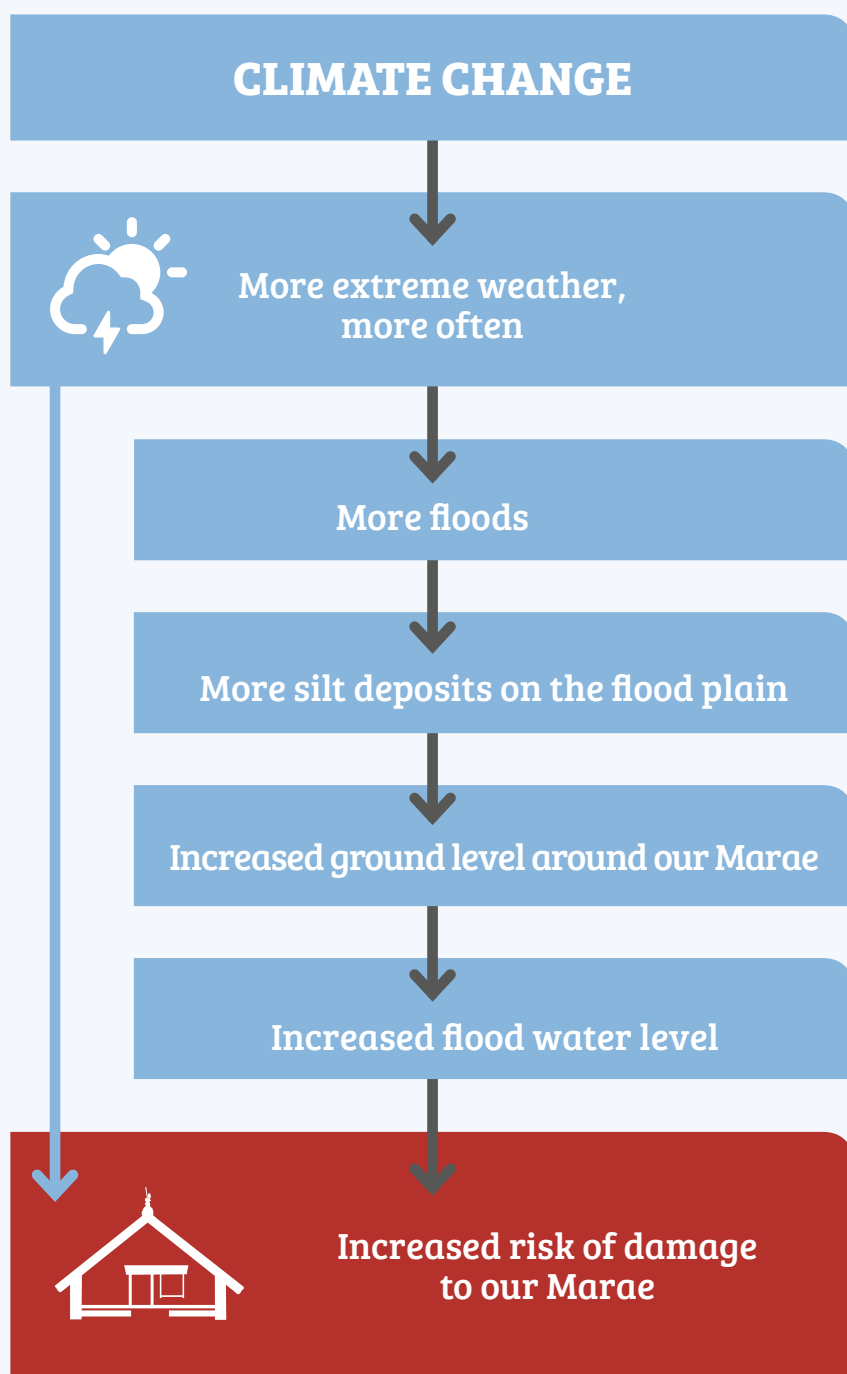 CLIMATE CHANGE
More extreme weather,
more often
More floods
More silt deposits on the flood plain
Increased ground level around our Marae
Increased flood water level
Increased risk of damage
to our Marae